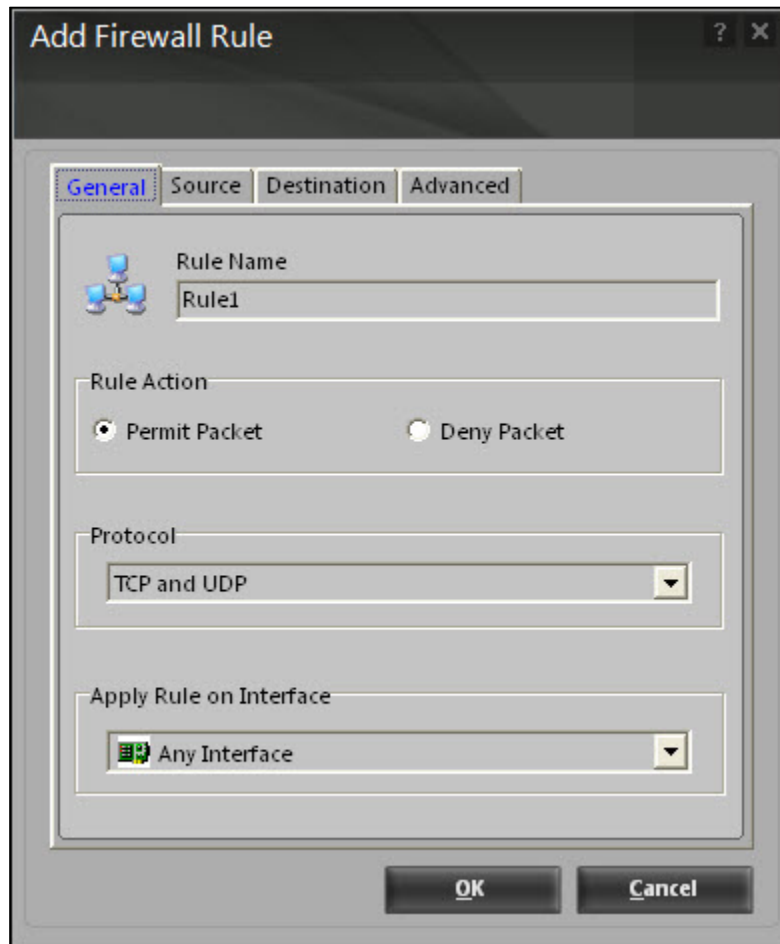 Add Firewall Rule ? ×
General Source Destination Advanced
Rule Name
Rule1
Rule Action
Permit Packet Deny Packet
Protocol
TCP and UDP
Apply Rule on Interface
Any Interface
OK Cancel